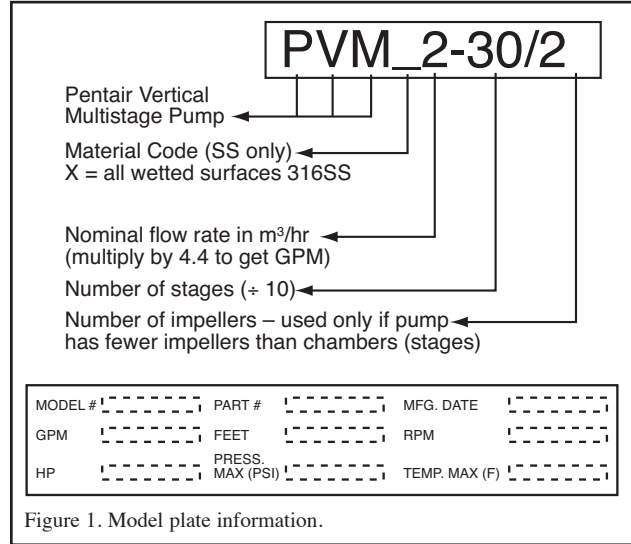 PVM_2-30/2
Pentair Vertical
Multistage Pump
Material Code (SS only)
X = all wetted surfaces 316SS
Nominal flow rate in m³/hr
(multiply by 4.4 to get GPM)
Number of stages (÷ 10)
Number of impellers – used only if pump
has fewer impellers than chambers (stages)
MODEL # PART # MFG. DATE
GPM FEET RPM
HP PRESS. MAX (PSI) TEMP. MAX (F)
Figure 1. Model plate information.